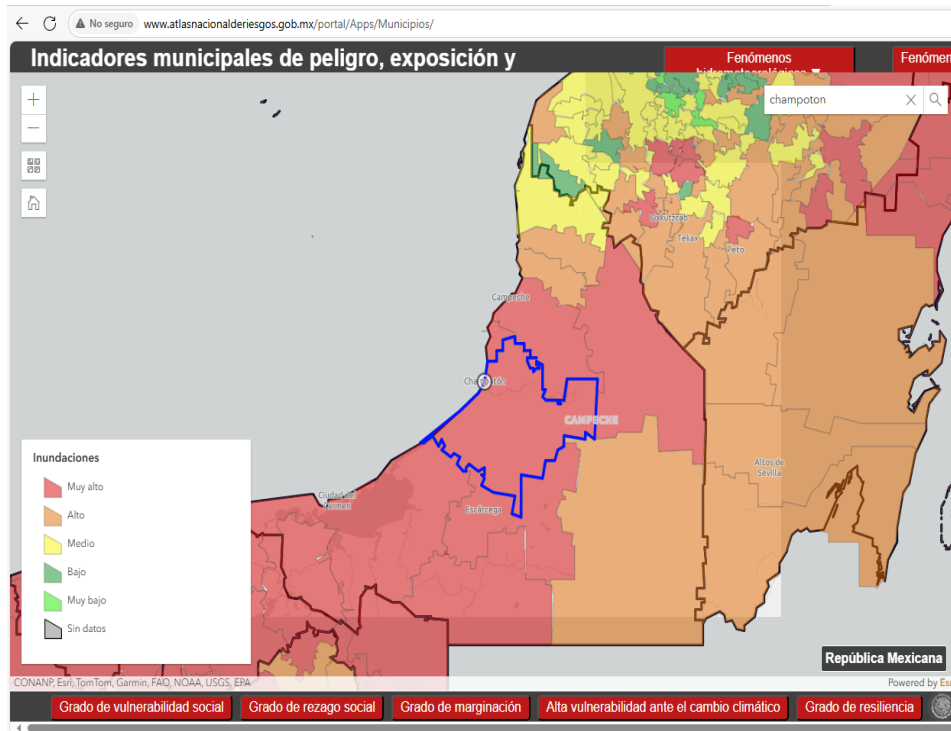 No seguro www.atlasnacionalderiesgos.gob.mx/portal/Apps/Municipios/
Indicadores municipales de peligro, exposición y
Fenómenos
hidrometeorológicos ▼
Fenómen
champoton
Oxkutzcab
Tekax
Peto
Campeche
Champotón
CAMPECHE
Altos de
Sevilla
Ciudad del
Carmen
Escárcega
Inundaciones
Muy alto
Alto
Medio
Bajo
Muy bajo
Sin datos
República Mexicana
CONANP, Esri, TomTom, Garmin, FAO, NOAA, USGS, EPA
Powered by Esri
Grado de vulnerabilidad social
Grado de rezago social
Grado de marginación
Alta vulnerabilidad ante el cambio climático
Grado de resiliencia